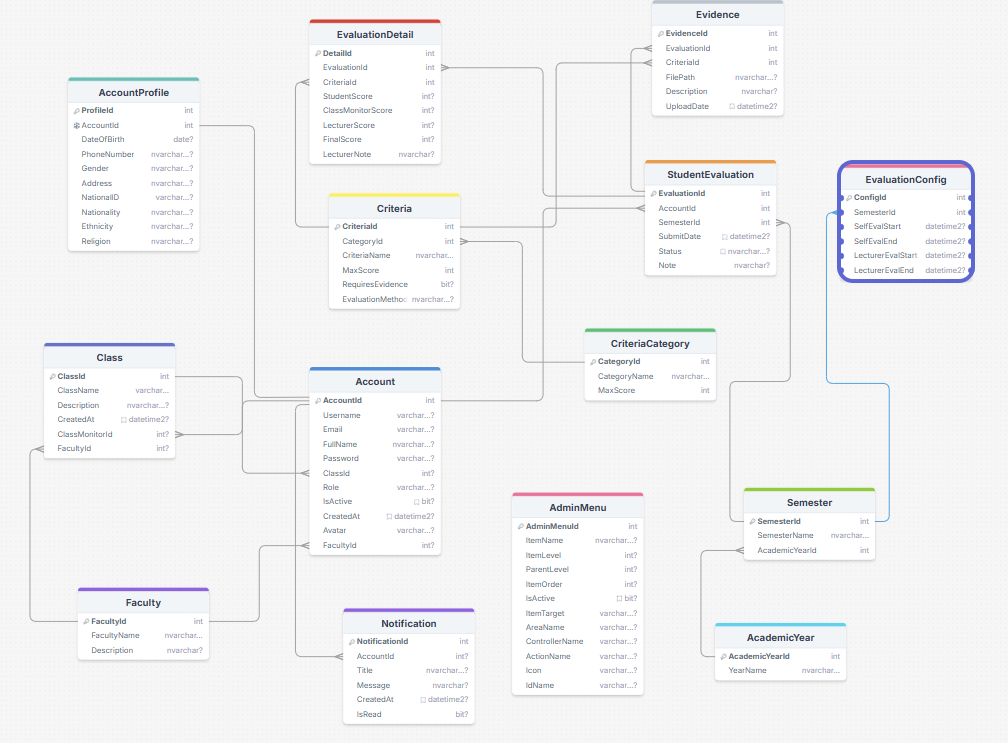 Evidence
EvidenceId int
EvaluationId int
CriteriaId int
FilePath nvarchar...?
Description nvarchar?
UploadDate datetime2?
EvaluationDetail
DetailId int
EvaluationId int
CriteriaId int
StudentScore int?
ClassMonitorScore int?
LecturerScore int?
FinalScore int?
LecturerNote nvarchar?
AccountProfile
ProfileId int
AccountId int
DateOfBirth date?
PhoneNumber nvarchar...?
Gender nvarchar...?
Address nvarchar...?
NationalID varchar...?
Nationality nvarchar...?
Ethnicity nvarchar...?
Religion nvarchar...?
StudentEvaluation
EvaluationId int
AccountId int
SemesterId int
SubmitDate datetime2?
Status nvarchar...?
Note nvarchar?
EvaluationConfig
ConfigId int
SemesterId int
SelfEvalStart datetime2?
SelfEvalEnd datetime2?
LecturerEvalStart datetime2?
LecturerEvalEnd datetime2?
Criteria
CriteriaId int
CategoryId int
CriteriaName nvarchar...
MaxScore int
RequiresEvidence bit?
EvaluationMethod nvarchar...?
CriteriaCategory
CategoryId int
CategoryName nvarchar...
MaxScore int
Class
ClassId int
ClassName varchar...
Description nvarchar...?
CreatedAt datetime2?
ClassMonitorId int?
FacultyId int?
Account
AccountId int
Username varchar...?
Email varchar...?
FullName nvarchar...?
Password varchar...?
ClassId int?
Role varchar...?
IsActive bit?
CreatedAt datetime2?
Avatar varchar...?
FacultyId int?
AdminMenu
AdminMenuId int
ItemName nvarchar...?
ItemLevel int?
ParentLevel int?
ItemOrder int?
IsActive bit?
ItemTarget varchar...?
AreaName varchar...?
ControllerName varchar...?
ActionName varchar...?
Icon varchar...?
IdName varchar...?
Semester
SemesterId int
SemesterName nvarchar...
AcademicYearId int
Faculty
FacultyId int
FacultyName nvarchar...
Description nvarchar?
Notification
NotificationId int
AccountId int?
Title nvarchar...?
Message nvarchar?
CreatedAt datetime2?
IsRead bit?
AcademicYear
AcademicYearId int
YearName nvarchar...